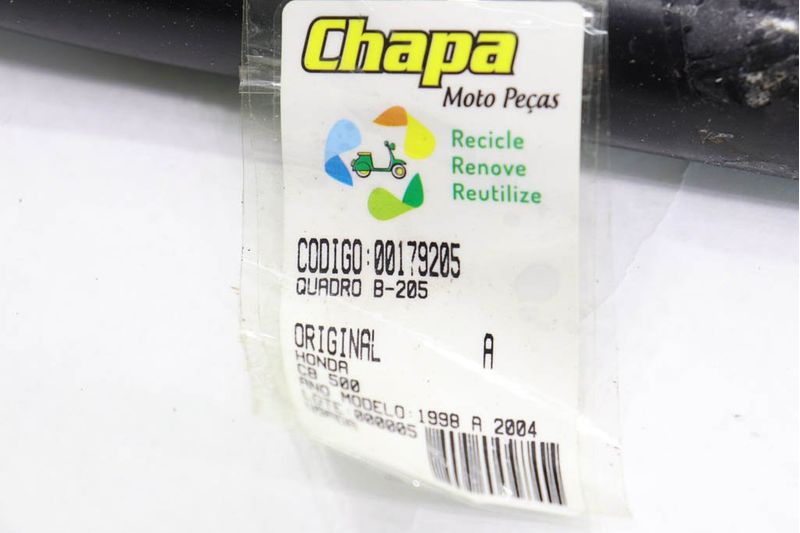 Chapa
Moto Peças
Recicle
Renove
Reutilize
CODIGO:00179205
QUADRO B-205
ORIGINAL A
HONDA
CB 500
ANO MODELO:1998 A 2004
LOTE:000005
USADA